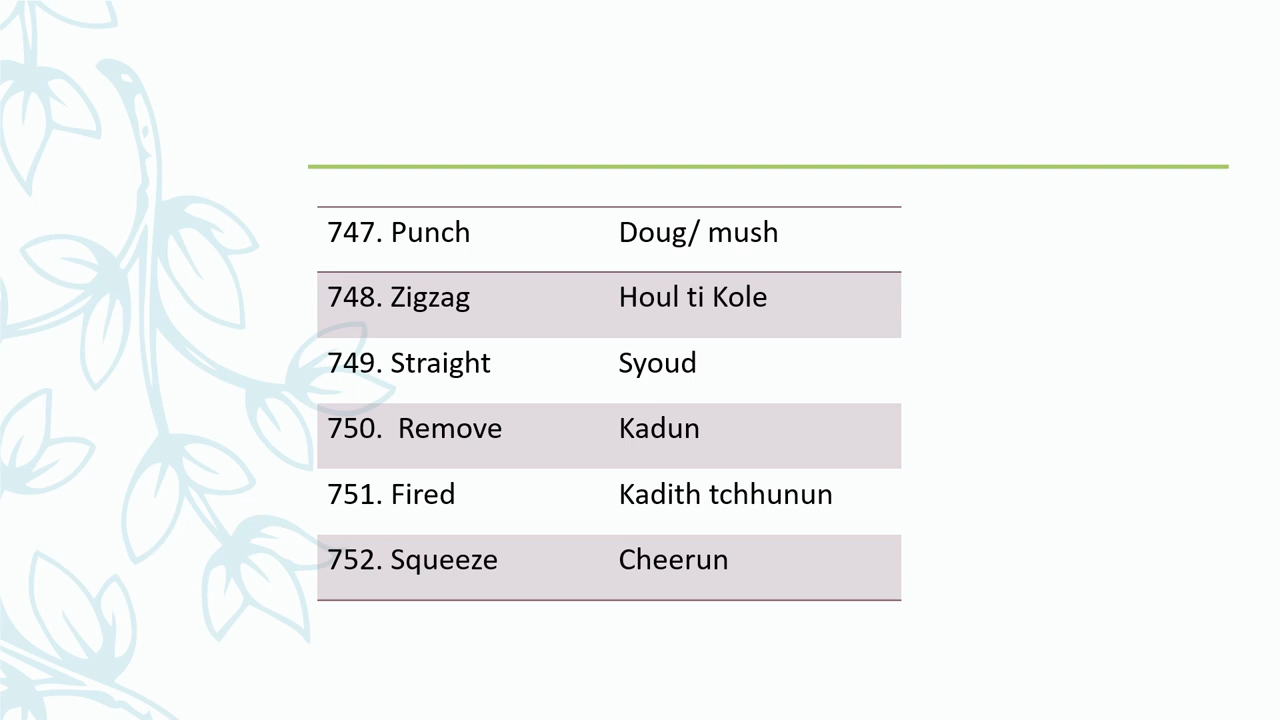 747. Punch Doug/ mush
748. Zigzag Houl ti Kole
749. Straight Syoud
750. Remove Kadun
751. Fired Kadith tchhunun
752. Squeeze Cheerun